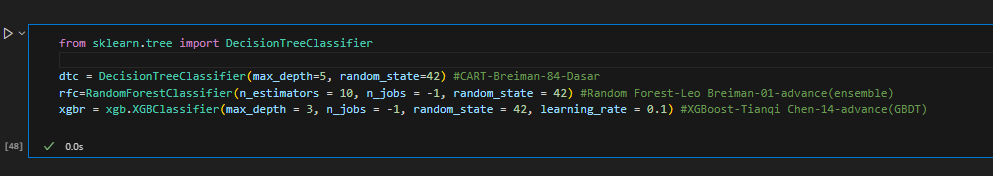 from sklearn.tree import DecisionTreeClassifier
dtc = DecisionTreeClassifier(max_depth=5, random_state=42) #CART-Breiman-84-Dasar
rfc=RandomForestClassifier(n_estimators = 10, n_jobs = -1, random_state = 42) #Random Forest-Leo Breiman-01-advance(ensemble)
xgbr = xgb.XGBClassifier(max_depth = 3, n_jobs = -1, random_state = 42, learning_rate = 0.1) #XGBoost-Tianqi Chen-14-advance(GBDT)
[48] 0.0s